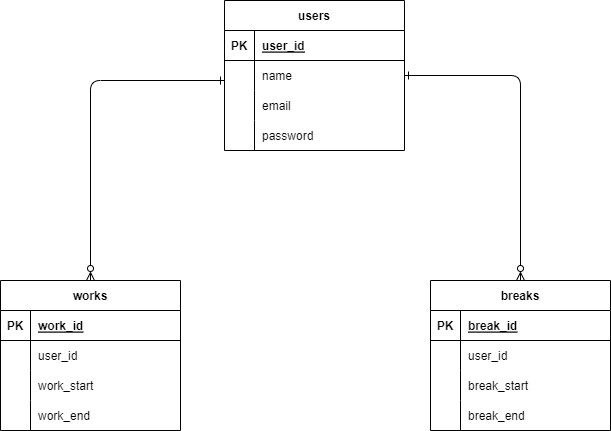 users
PK user_id
name
email
password
works
PK work_id
user_id
work_start
work_end
breaks
PK break_id
user_id
break_start
break_end